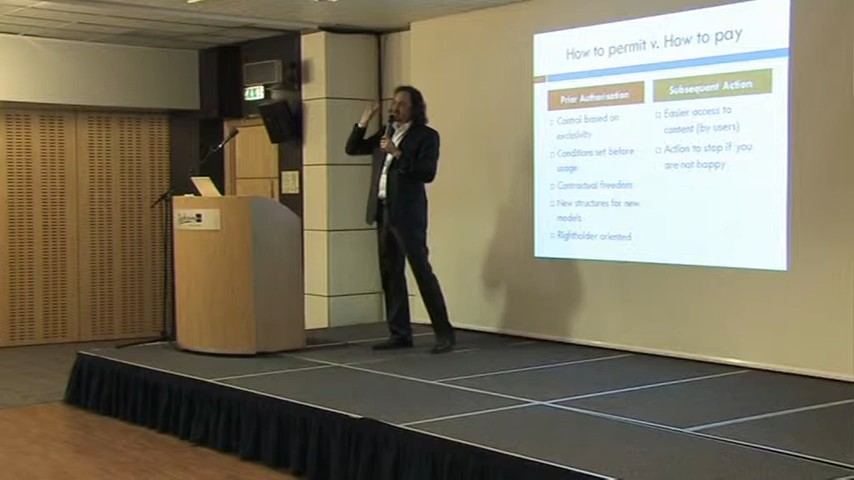 How to permit v. How to pay
Prior Authorisation
Control based on
exclusivity
Conditions set before
usage
Contractual freedom
New structures for new
models
Rightholder oriented
Subsequent Action
Easier access to
content (by users)
Action to stop if you
are not happy